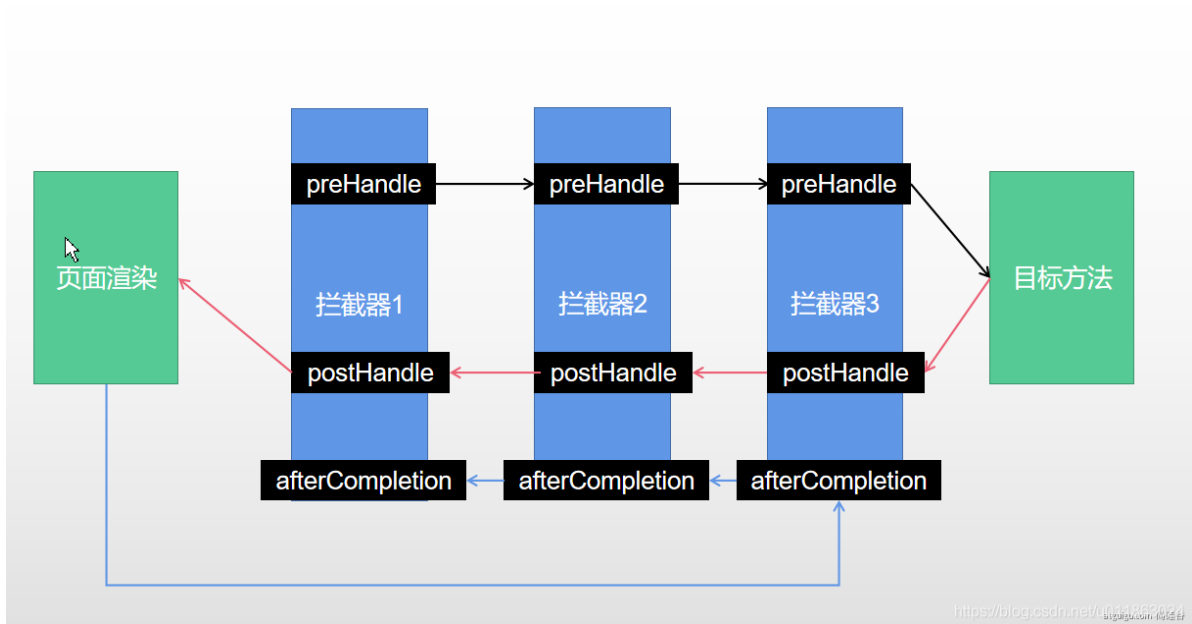 preHandle
preHandle
preHandle
页面渲染
拦截器1
拦截器2
拦截器3
目标方法
postHandle
postHandle
postHandle
afterCompletion
afterCompletion
afterCompletion